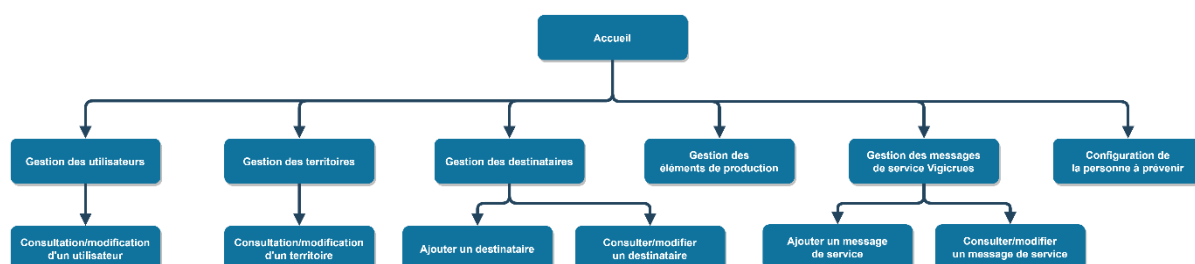 Accueil
Gestion des utilisateurs
Gestion des territoires
Gestion des destinataires
Gestion des
éléments de production
Gestion des messages
de service Vigicrues
Configuration de
la personne à prévenir
Consultation/modification
d'un utilisateur
Consultation/modification
d'un territoire
Ajouter un destinataire
Consulter/modifier
un destinataire
Ajouter un message
de service
Consulter/modifier
un message de service